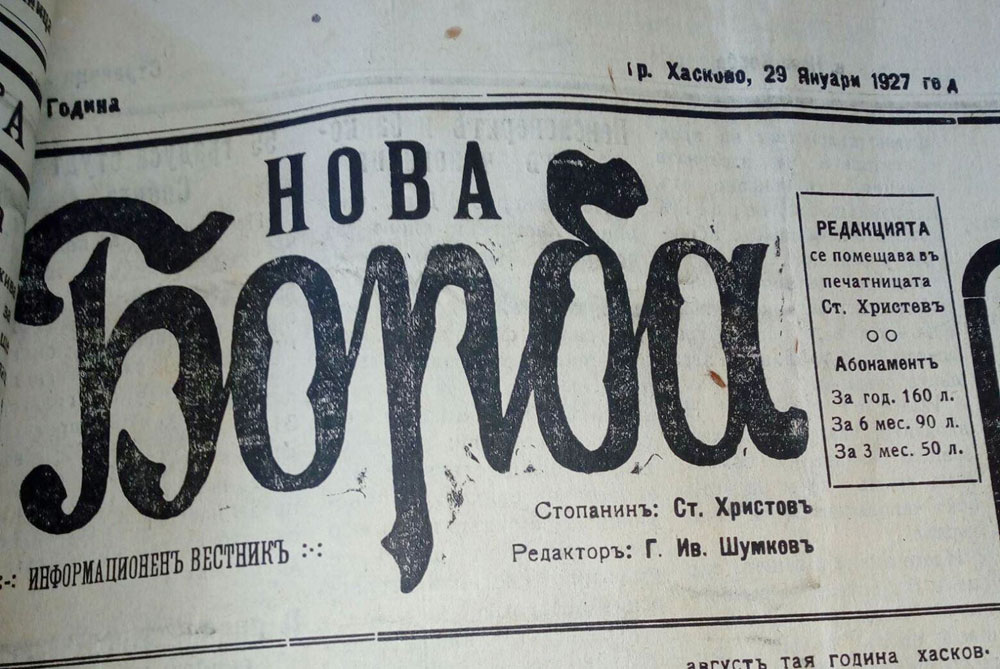 Година
гр. Хасково, 29 Януари 1927 год
НОВА
Борба
РЕДАКЦИЯТА
се помещава въ
печатницата
Ст. Христевъ
Абонаментъ
За год. 160 л.
За 6 мес. 90 л.
За 3 мес. 50 л.
Стопанинъ: Ст. Христовъ
Редакторъ: Г. Ив. Шумковъ
:-: ИНФОРМАЦИОНЕНЪ ВЕСТНИКЪ :-:
августъ тая година хасков-